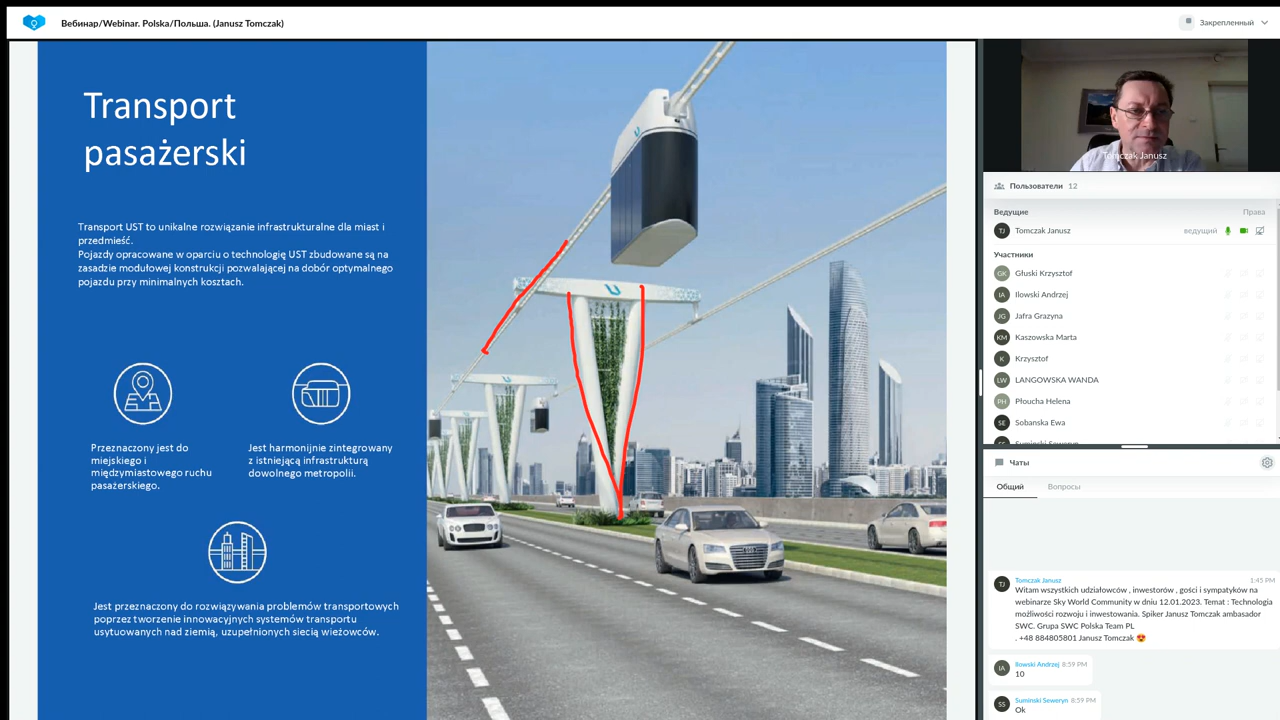 Вебинар/Webinar. Polska/Польша. (Janusz Tomczak)
Закрепленный
Transport
pasażerski
Transport UST to unikalne rozwiązanie infrastrukturalne dla miast i
przedmieść.
Pojazdy opracowane w oparciu o technologię UST zbudowane są na
zasadzie modułowej konstrukcji pozwalającej na dobór optymalnego
pojazdu przy minimalnych kosztach.
Przeznaczony jest do
miejskiego i
międzymiastowego ruchu
pasażerskiego.
Jest harmonijnie zintegrowany
z istniejącą infrastrukturą
dowolnego metropolii.
Jest przeznaczony do rozwiązywania problemów transportowych
poprzez tworzenie innowacyjnych systemów transportu
usytuowanych nad ziemią, uzupełnionych siecią wieżowców.
Tomczak Janusz
Пользователи 12
Ведущие Права
TJ Tomczak Janusz ведущий
Участники
GK Głuski Krzysztof
IA Ilowski Andrzej
JG Jafra Grazyna
KM Kaszowska Marta
K Krzysztof
LW LANGOWSKA WANDA
PH Płoucha Helena
SE Sobanska Ewa
SS Suminski Seweryn
Чаты
Общий Вопросы
TJ Tomczak Janusz 1:45 PM
Witam wszystkich udziałowców , inwestorów , gości i sympatyków na
webinarze Sky World Community w dniu 12.01.2023. Temat : Technologia
możliwości rozwoju i inwestowania. Spiker Janusz Tomczak ambasador
SWC. Grupa SWC Polska Team PL
. +48 884805801 Janusz Tomczak 😍
IA Ilowski Andrzej 8:59 PM
10
SS Suminski Seweryn 8:59 PM
Ok